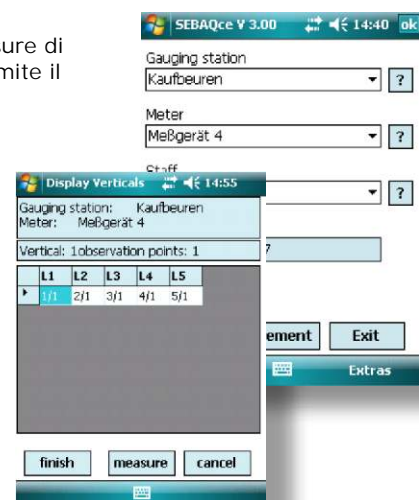 sure di
mite il
SEBAQce V 3.00 14:40 ok
Gauging station
Kaufbeuren
?
Meter
Meßgerät 4
?
Staff
?
7
ement Exit
Extras
Display Verticals 14:55
Gauging station: Kaufbeuren
Meter: Meßgerät 4
Vertical: 1observation points: 1
L1 L2 L3 L4 L5
1/1 2/1 3/1 4/1 5/1
finish measure cancel